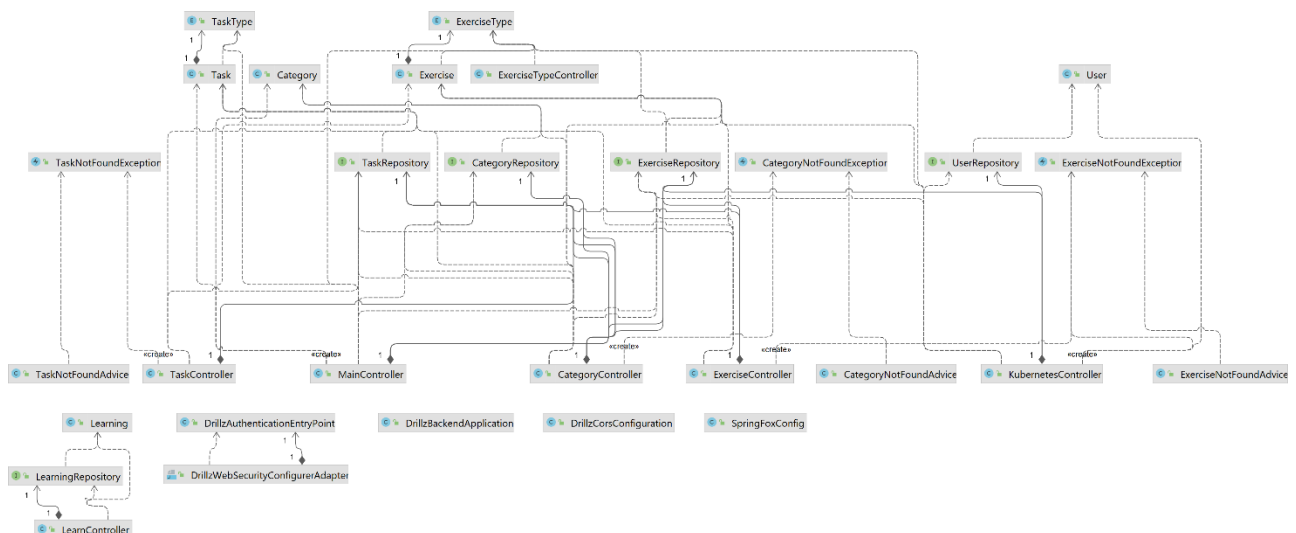 TaskType
ExerciseType
1
1
Task
Category
Exercise
ExerciseTypeController
User
TaskNotFoundException
TaskRepository
CategoryRepository
ExerciseRepository
CategoryNotFoundException
UserRepository
ExerciseNotFoundException
1
1
1
1
«create»
1
«create»
1
1
«create»
1
«create»
1
«create»
TaskNotFoundAdvice
TaskController
MainController
CategoryController
ExerciseController
CategoryNotFoundAdvice
KubernetesController
ExerciseNotFoundAdvice
Learning
DrillzAuthenticationEntryPoint
DrillzBackendApplication
DrillzCorsConfiguration
SpringFoxConfig
1
1
LearningRepository
DrillzWebSecurityConfigurerAdapter
1
1
LearnController